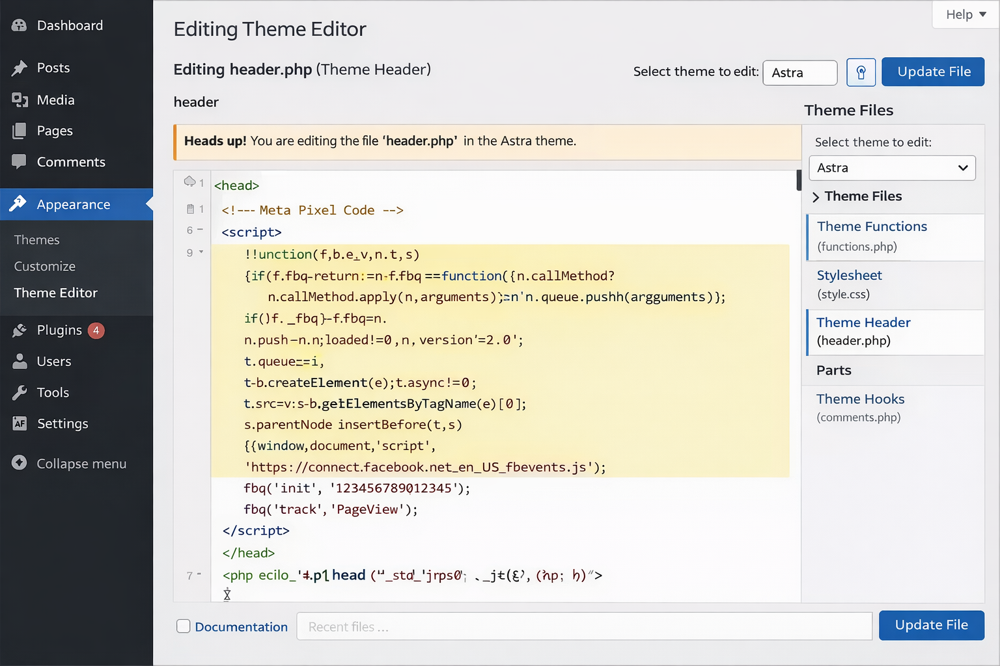 Dashboard
Posts
Media
Pages
Comments
Appearance
Themes
Customize
Theme Editor
Plugins 4
Users
Tools
AF Settings
Collapse menu
Help
Editing Theme Editor
Editing header.php (Theme Header)
Select theme to edit: Astra
Update File
header
Heads up! You are editing the file 'header.php' in the Astra theme.
1 <head>
1 <!--- Meta Pixel Code -->
6 <script>
9 !!unction(f,b.e_v,n.t,s)
{if(f.fbq-return:=n-f.fbq==function({n.callMethod?
n.callMethod.apply(n,arguments);=n'n.queue.pushh(argguments)};
if()f._fbq}-f.fbq=n.
n.push-n.n;loaded!=0,n,version'=2.0';
t.queue==i,
t-b.createElement(e);t.async!=0;
t.src=v:s-b.getElementsByTagName(e)[0];
s.parentNode insertBefore(t,s)
{{window,document,'script',
'https://connect.facebook.net_en_US_fbevents.js');
fbq('init', '123456789012345');
fbq('track','PageView');
</script>
</head>
7 <php ecilo_ head
Theme Files
Select theme to edit:
Astra
Theme Files
Theme Functions
(functions.php)
Stylesheet
(style.css)
Theme Header
(header.php)
Parts
Theme Hooks
(comments.php)
Documentation
Recent files ...
Update File